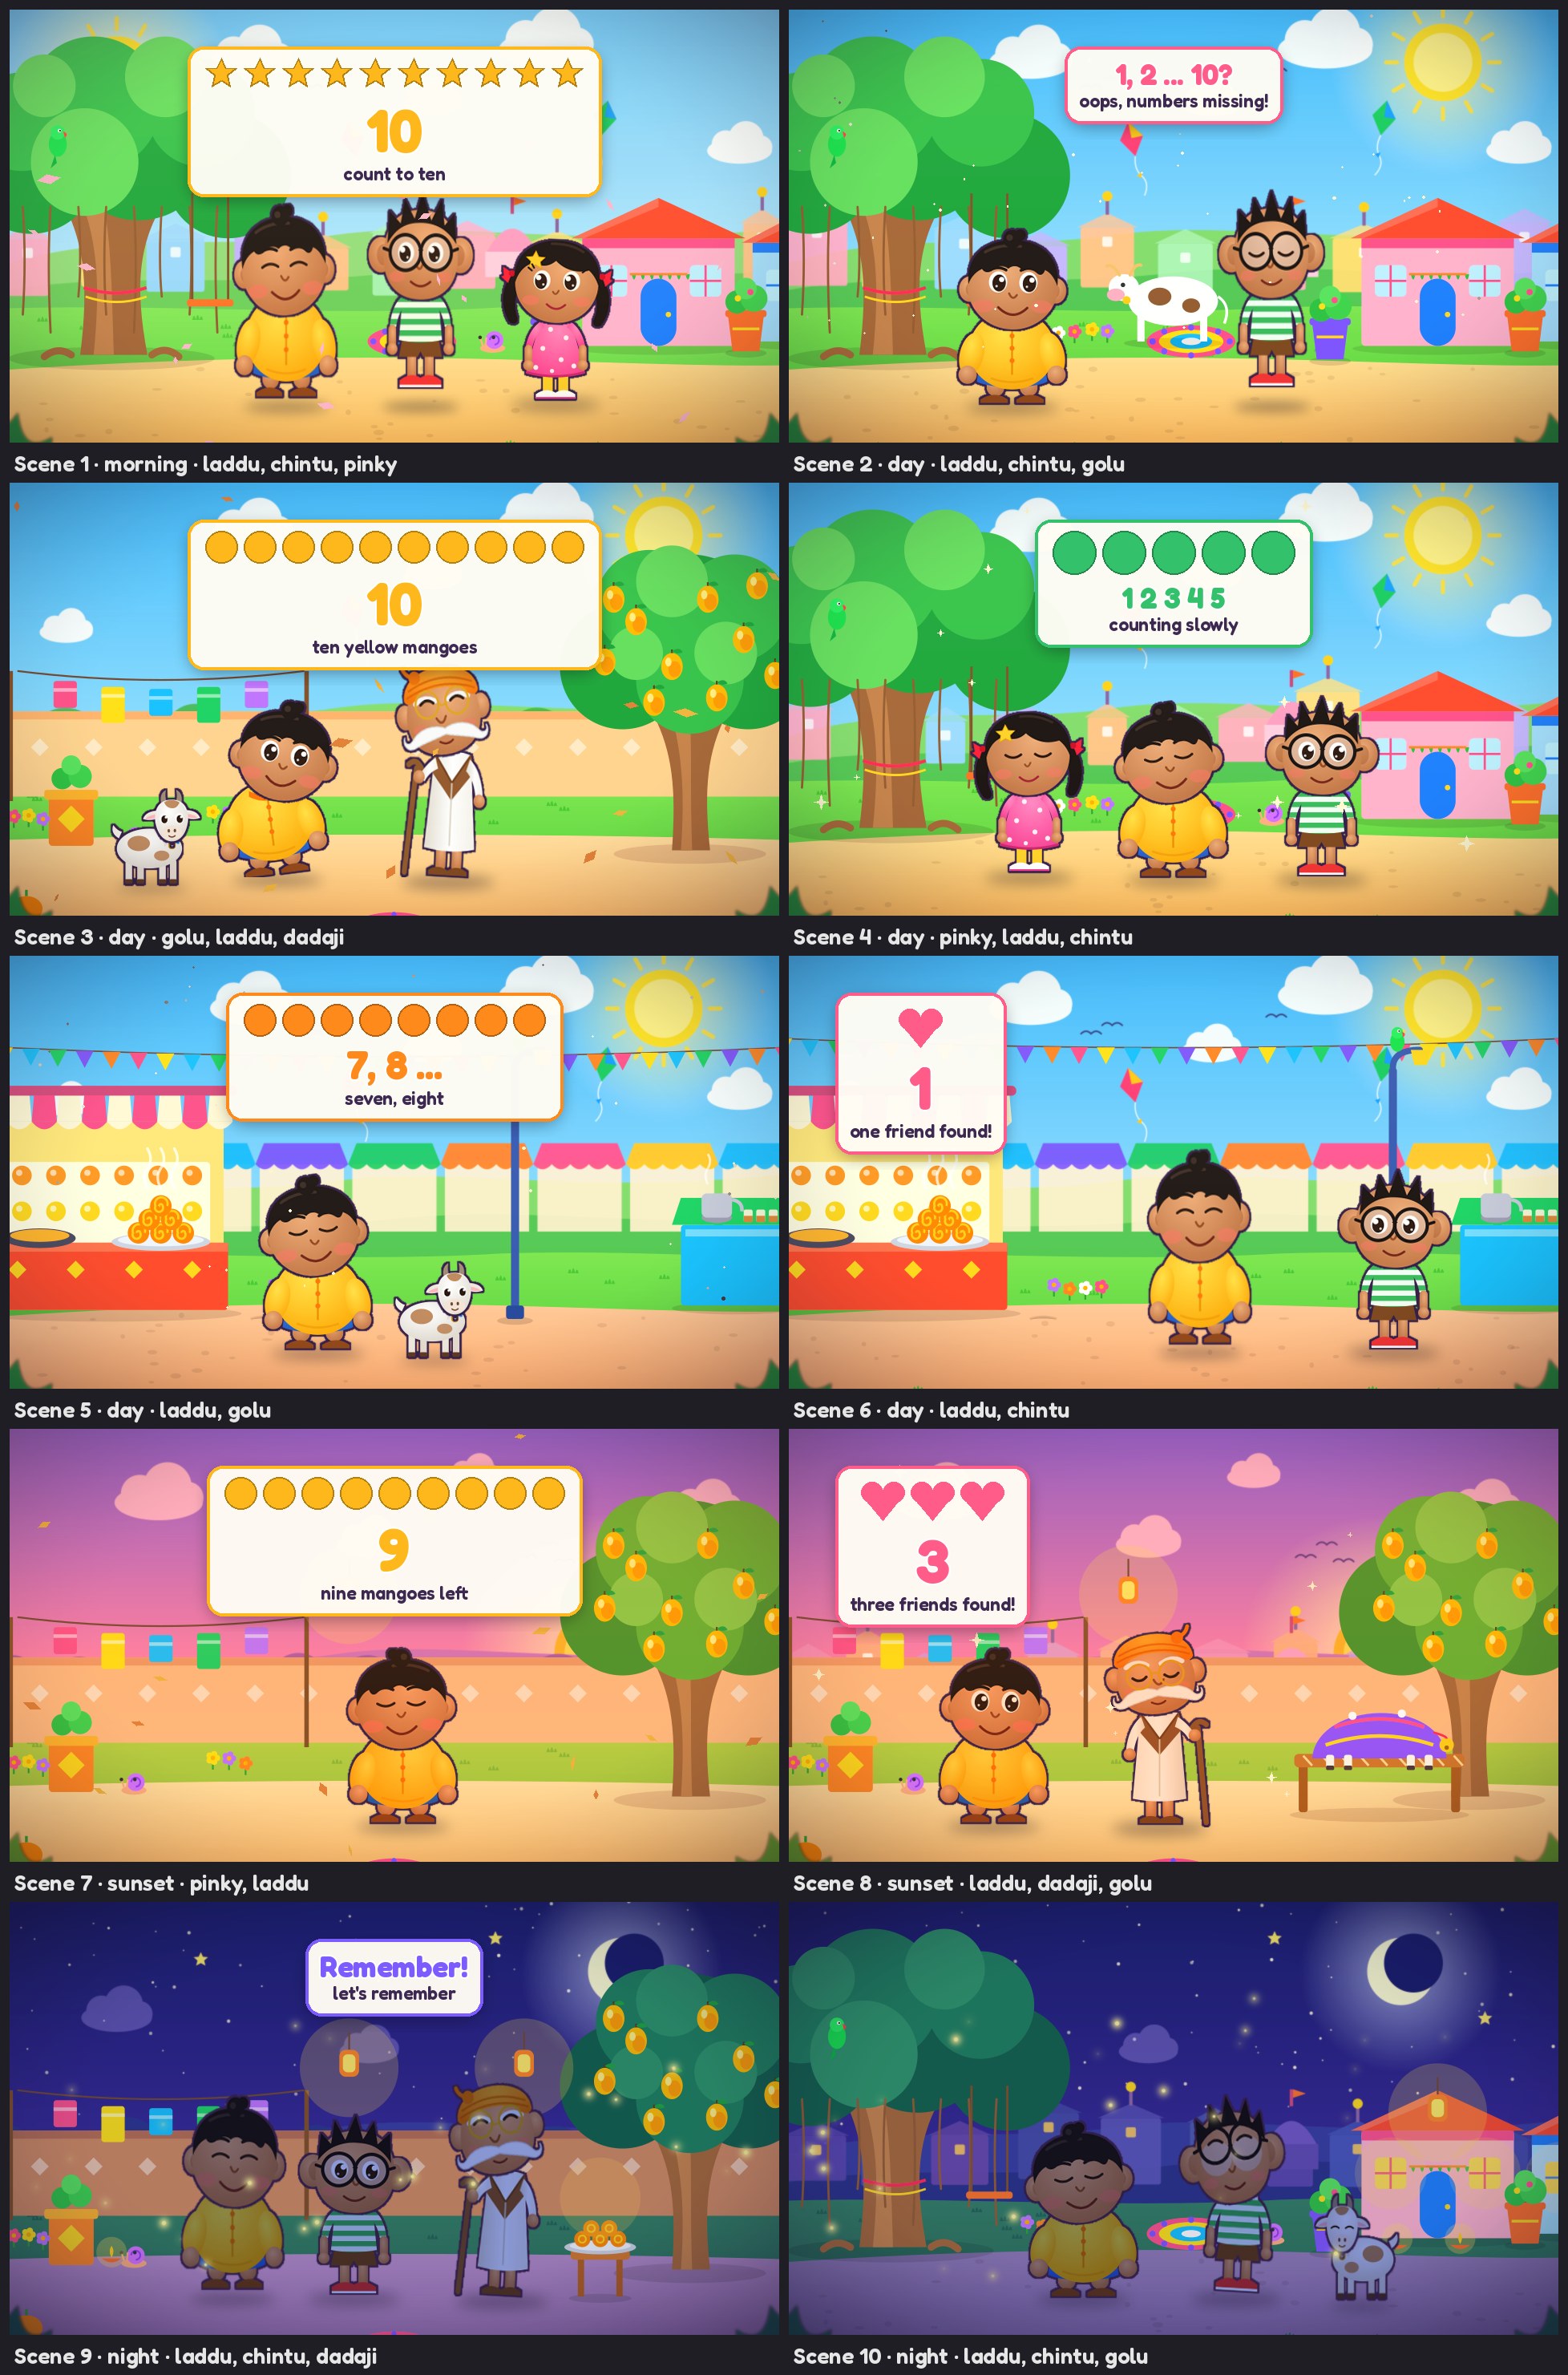 10
count to ten
1, 2 ... 10?
oops, numbers missing!
Scene 1 · morning · laddu, chintu, pinky
Scene 2 · day · laddu, chintu, golu
10
ten yellow mangoes
1 2 3 4 5
counting slowly
Scene 3 · day · golu, laddu, dadaji
Scene 4 · day · pinky, laddu, chintu
7, 8 ...
seven, eight
1
one friend found!
Scene 5 · day · laddu, golu
Scene 6 · day · laddu, chintu
9
nine mangoes left
3
three friends found!
Scene 7 · sunset · pinky, laddu
Scene 8 · sunset · laddu, dadaji, golu
Remember!
let's remember
Scene 9 · night · laddu, chintu, dadaji
Scene 10 · night · laddu, chintu, golu